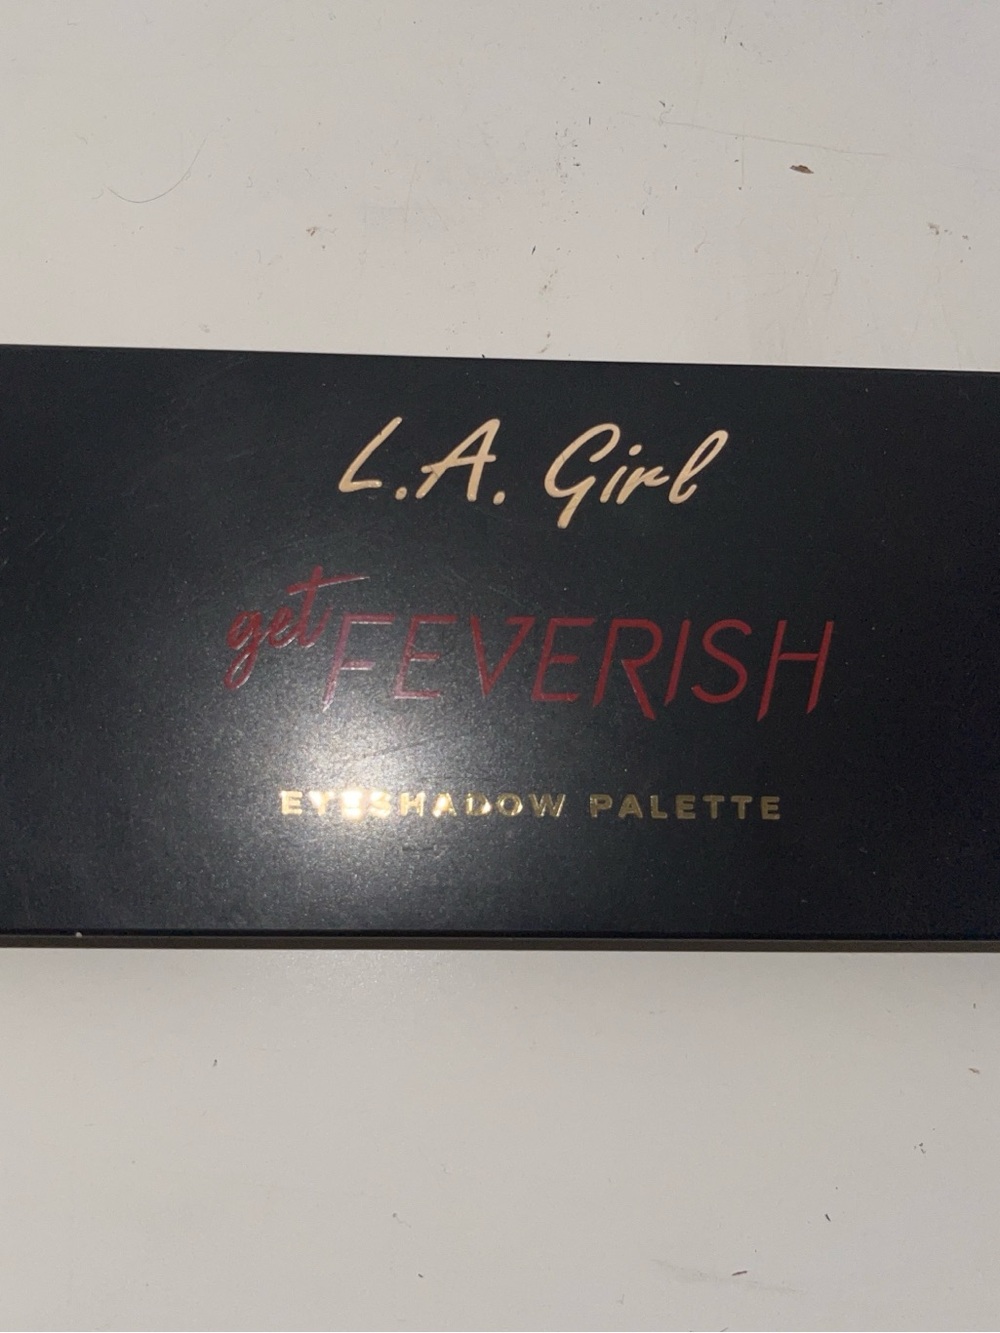 L.A. Girl
get FEVERISH
EYESHADOW PALETTE